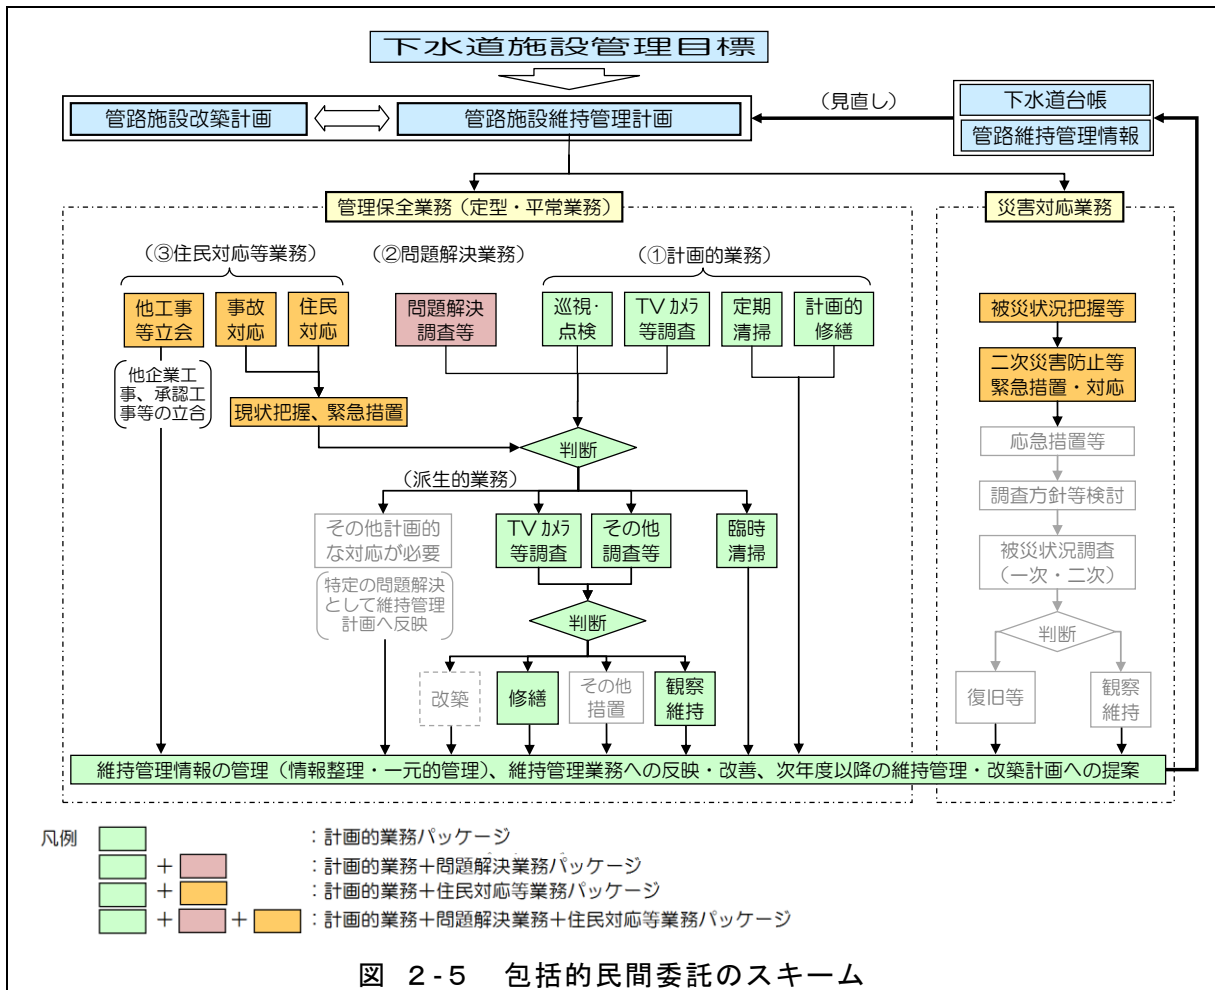 下水道施設管理目標
管路施設改築計画
管路施設維持管理計画
（見直し）
下水道台帳
管路維持管理情報
管理保全業務（定型・平常業務）
災害対応業務
（③住民対応等業務）
（②問題解決業務）
（①計画的業務）
他工事
等立会
事故
対応
住民
対応
問題解決
調査等
巡視・
点検
TVカメラ
等調査
定期
清掃
計画的
修繕
他企業工
事、承認工
事等の立合
現状把握、緊急措置
判断
（派生的業務）
その他計画的
な対応が必要
特定の問題解決
として維持管理
計画へ反映
TVカメラ
等調査
その他
調査等
臨時
清掃
判断
改築
修繕
その他
措置
観察
維持
被災状況把握等
二次災害防止等
緊急措置・対応
応急措置等
調査方針等検討
被災状況調査
（一次・二次）
判断
復旧等
観察
維持
維持管理情報の管理（情報整理・一元的管理）、維持管理業務への反映・改善、次年度以降の維持管理・改築計画への提案
凡例
：計画的業務パッケージ
＋ ：計画的業務＋問題解決業務パッケージ
＋ ：計画的業務＋住民対応等業務パッケージ
＋ ＋ ：計画的業務＋問題解決業務＋住民対応等業務パッケージ
図 2-5 包括的民間委託のスキーム